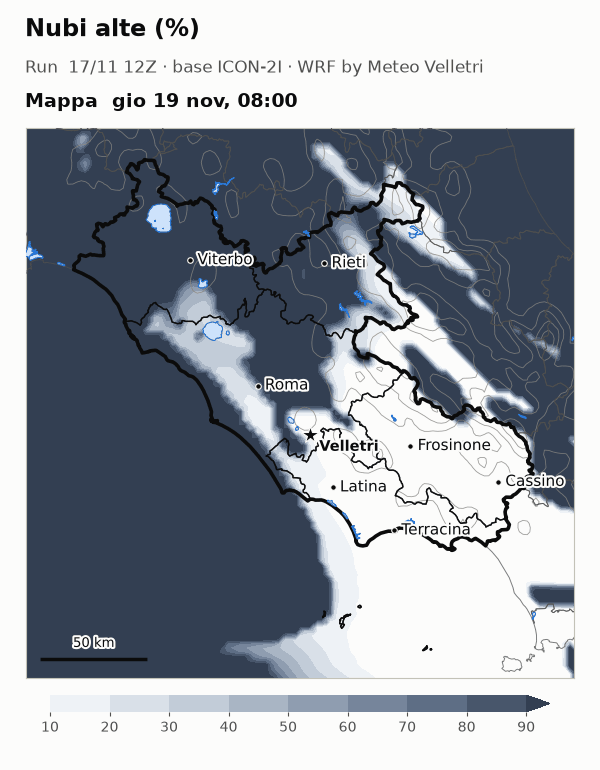 Nubi alte (%)
Run 17/11 12Z · base ICON-2I · WRF by Meteo Velletri
Mappa gio 19 nov, 08:00
Viterbo
Rieti
Roma
Velletri
Frosinone
Latina
Cassino
Terracina
50 km
10 20 30 40 50 60 70 80 90